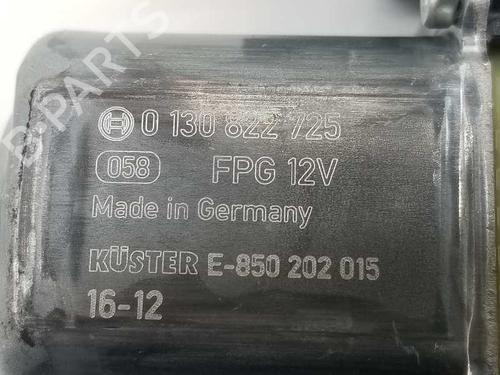 B-PARTS
0 130 822 725
058 FPG 12V
Made in Germany
KÜSTER E-850 202 015
16-12